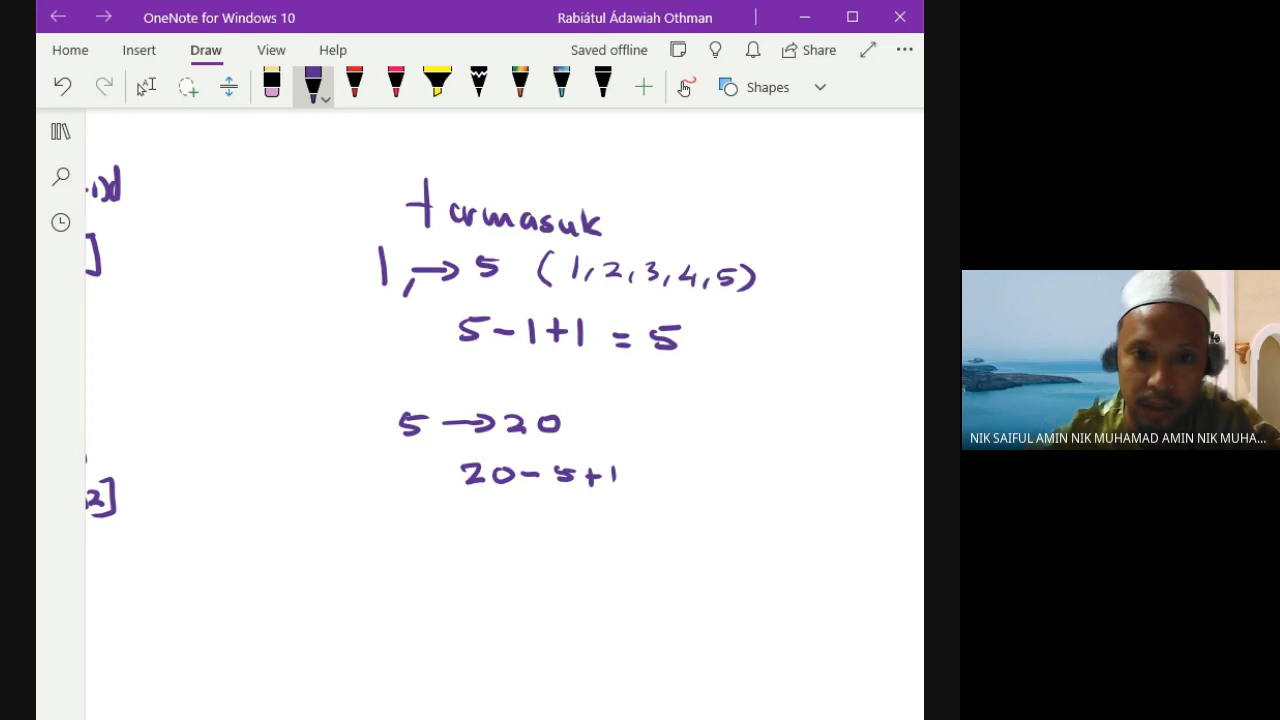 OneNote for Windows 10
Rabiátul Ádawiah Othman
Home Insert Draw View Help
Saved offline
Share
Shapes
termasuk
1, → 5 (1, 2, 3, 4, 5)
5 - 1 + 1 = 5
5 → 20
20 - 5 + 1
2]
]
NIK SAIFUL AMIN NIK MUHAMAD AMIN NIK MUHA...